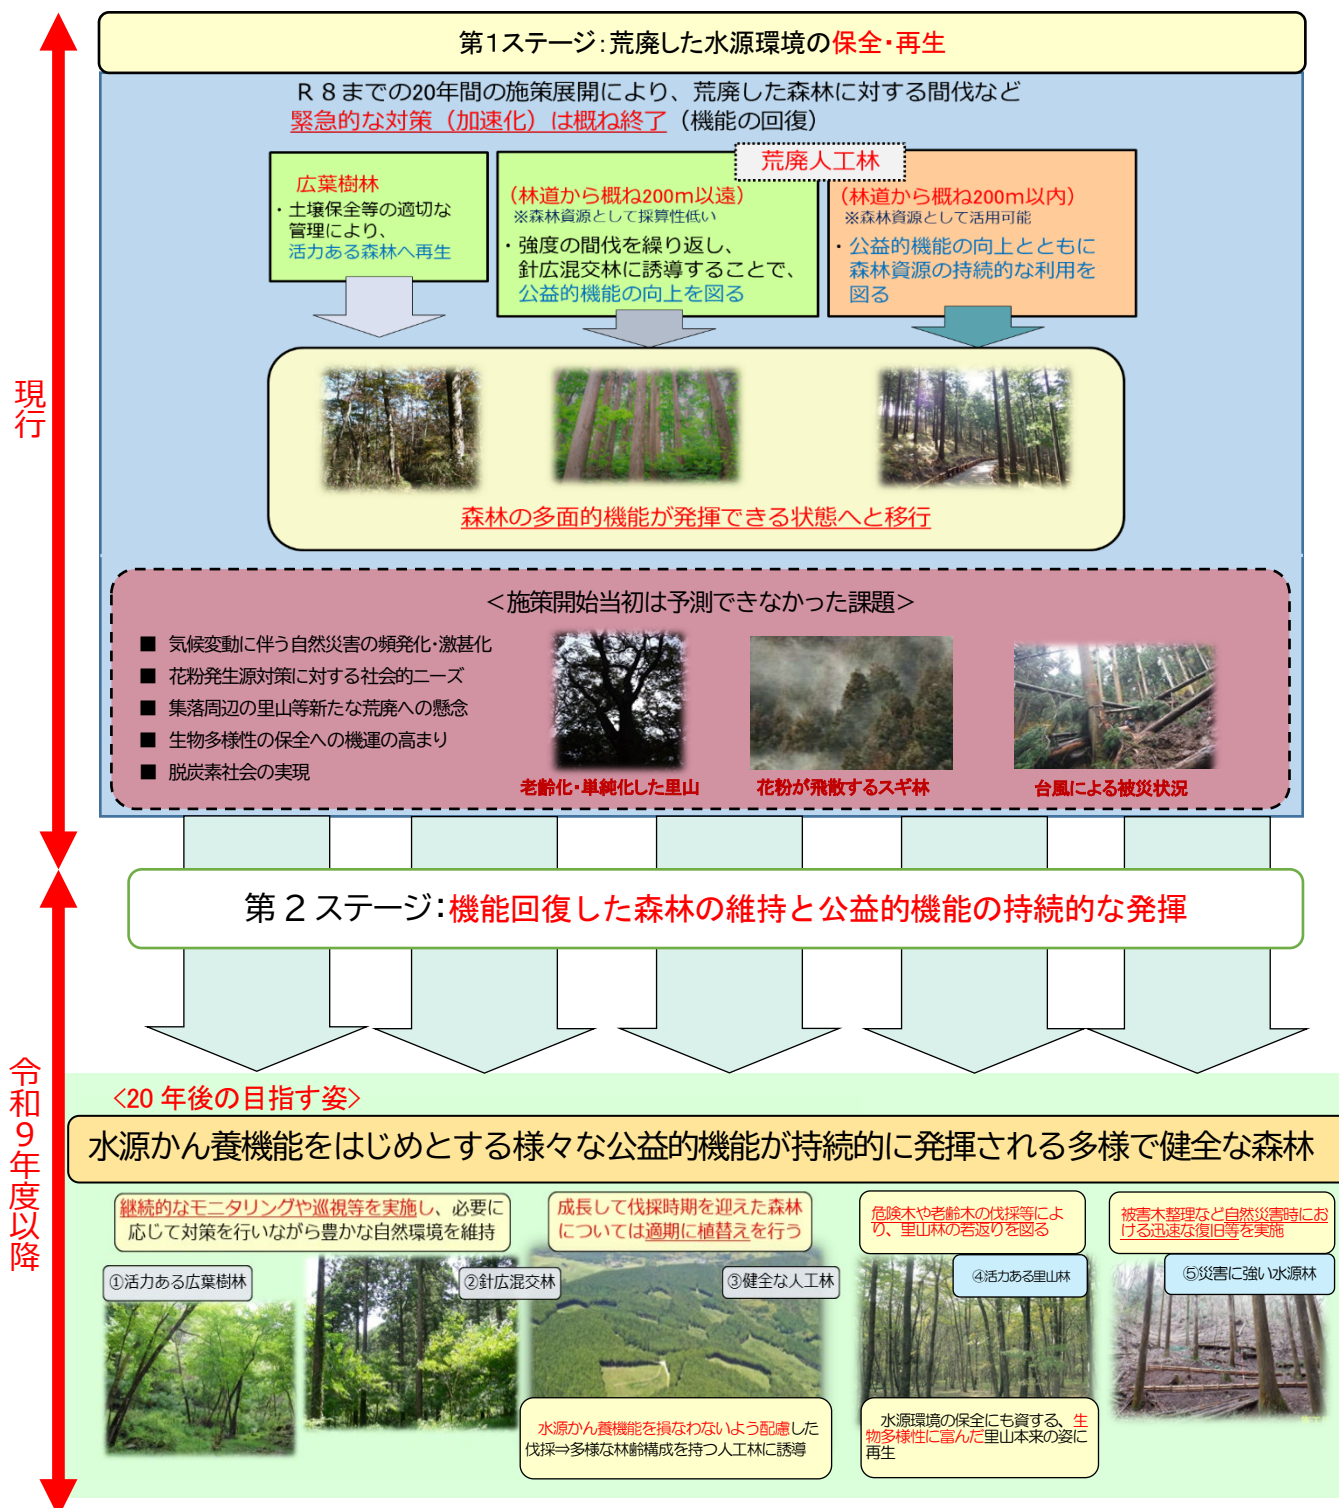 第1ステージ:荒廃した水源環境の保全・再生
R8までの20年間の施策展開により、荒廃した森林に対する間伐など
緊急的な対策（加速化）は概ね終了（機能の回復）
荒廃人工林
広葉樹林
・土壌保全等の適切な
管理により、
活力ある森林へ再生
(林道から概ね200m以遠)
※森林資源として採算性低い
・強度の間伐を繰り返し、
針広混交林に誘導することで、
公益的機能の向上を図る
(林道から概ね200m以内)
※森林資源として活用可能
・公益的機能の向上とともに
森林資源の持続的な利用を
図る
森林の多面的機能が発揮できる状態へと移行
現行
＜施策開始当初は予測できなかった課題＞
■ 気候変動に伴う自然災害の頻発化・激甚化
■ 花粉発生源対策に対する社会的ニーズ
■ 集落周辺の里山等新たな荒廃への懸念
■ 生物多様性の保全への機運の高まり
■ 脱炭素社会の実現
老齢化・単純化した里山
花粉が飛散するスギ林
台風による被災状況
第2ステージ:機能回復した森林の維持と公益的機能の持続的な発揮
令和9年度以降
<20年後の目指す姿>
水源かん養機能をはじめとする様々な公益的機能が持続的に発揮される多様で健全な森林
継続的なモニタリングや巡視等を実施し、必要に
応じて対策を行いながら豊かな自然環境を維持
①活力ある広葉樹林
②針広混交林
成長して伐採時期を迎えた森林
については適期に植替えを行う
③健全な人工林
水源かん養機能を損なわないよう配慮した
伐採⇒多様な林齢構成を持つ人工林に誘導
危険木や老齢木の伐採等によ
り、里山林の若返りを図る
④活力ある里山林
水源環境の保全にも資する、生
物多様性に富んだ里山本来の姿に
再生
被害木整理など自然災害時にお
ける迅速な復旧等を実施
⑤災害に強い水源林